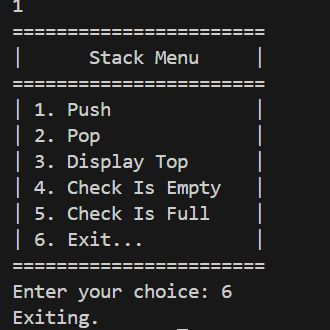 1
=======================
|      Stack Menu     |
=======================
| 1. Push             |
| 2. Pop              |
| 3. Display Top      |
| 4. Check Is Empty   |
| 5. Check Is Full    |
| 6. Exit...          |
=======================
Enter your choice: 6
Exiting.